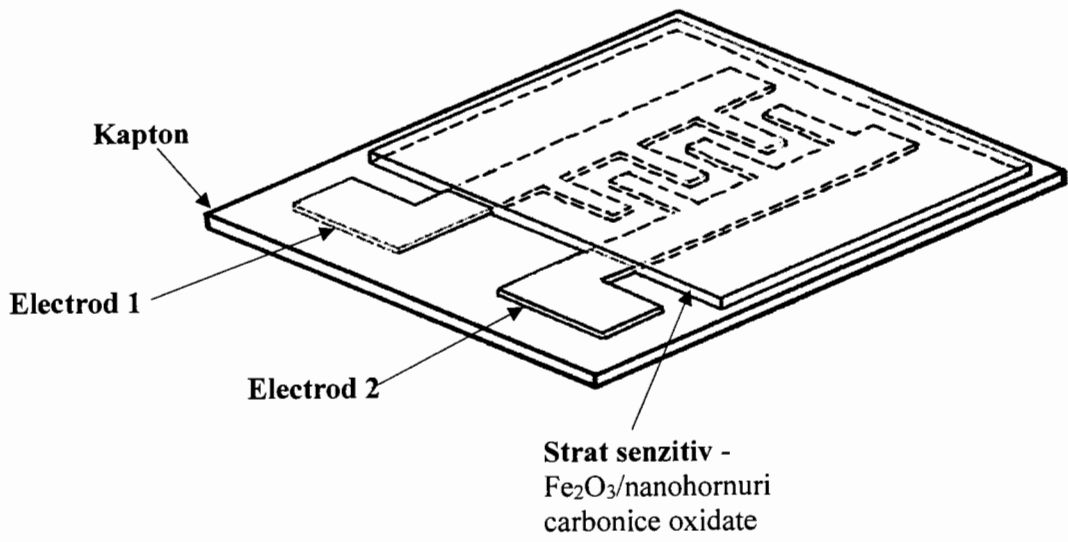 Kapton
Electrod 1
Electrod 2
Strat senzitiv -
Fe₂O₃/nanohornuri
carbonice oxidate